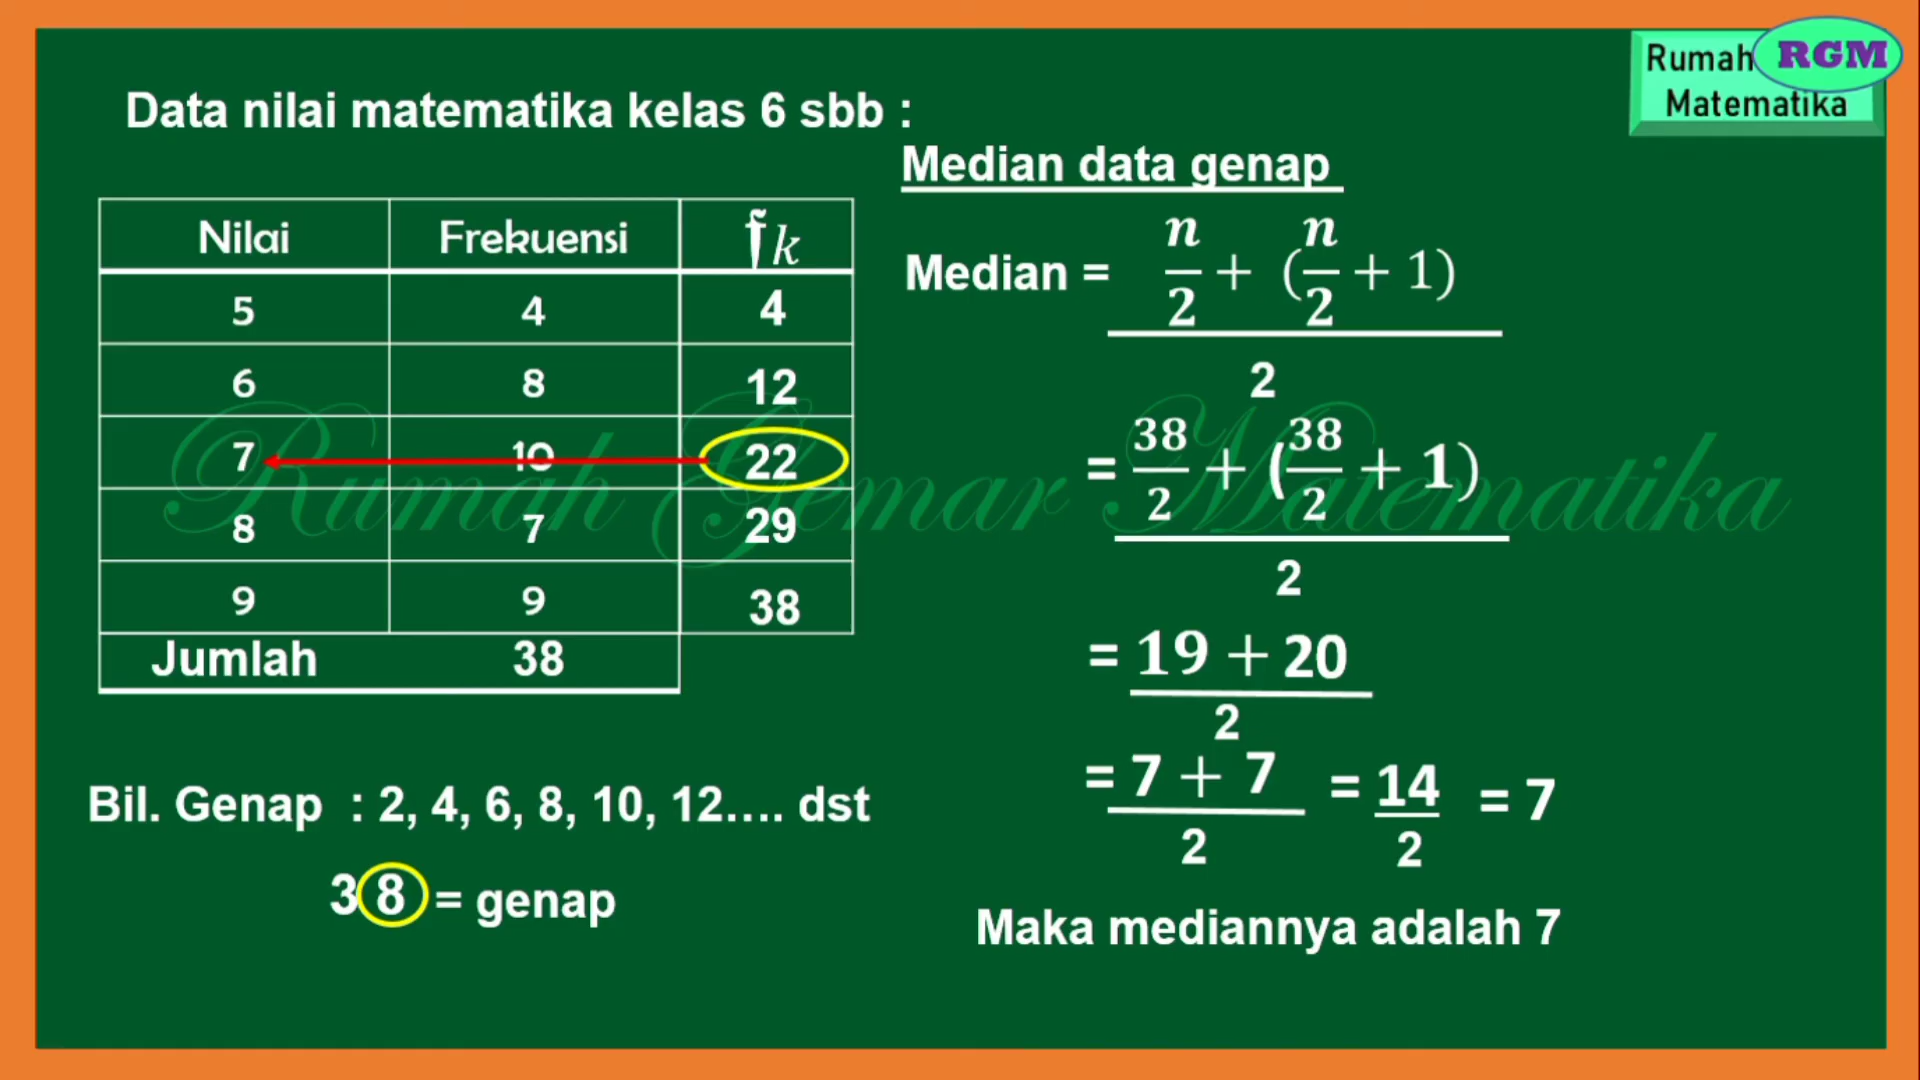 Rumah RGM
Matematika
Data nilai matematika kelas 6 sbb :
Nilai Frekuensi fk
5 4 4
6 8 12
7 10 22
8 7 29
9 9 38
Jumlah 38
Bil. Genap : 2, 4, 6, 8, 10, 12.... dst
38 = genap
Median data genap
Median = n/2 + (n/2 + 1)
2
= 38/2 + (38/2 + 1)
2
= 19 + 20
2
= 7 + 7 = 14 = 7
2 2
Maka mediannya adalah 7
Rumah Gemar Matematika